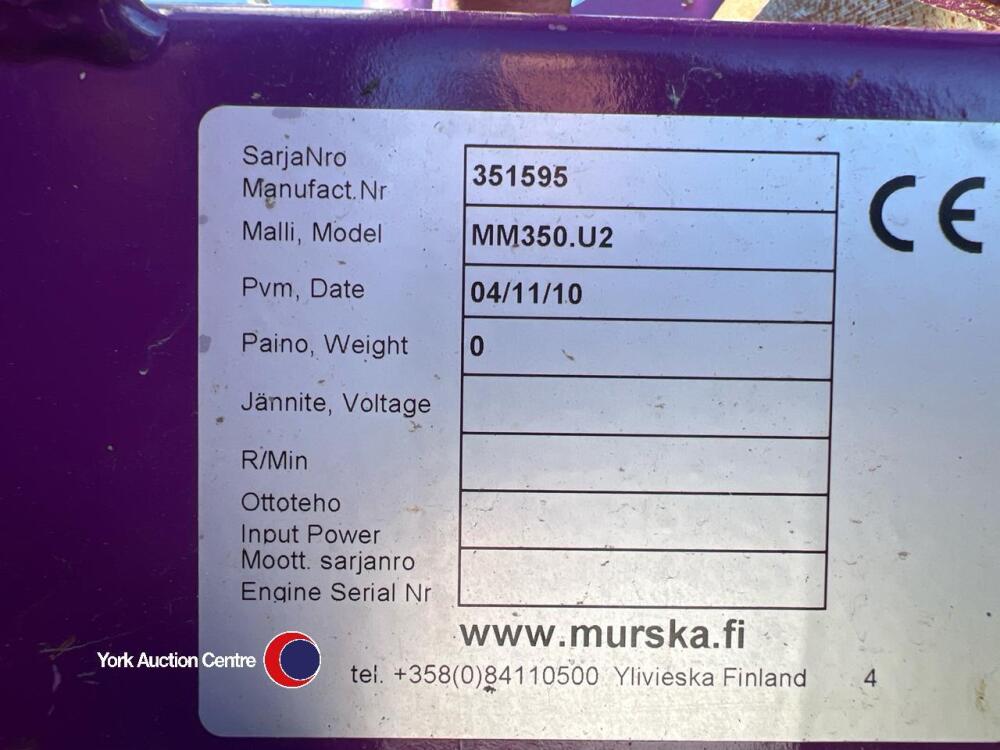 SarjaNro
Manufact.Nr 351595
Malli, Model MM350.U2
Pvm, Date 04/11/10
Paino, Weight 0
Jännite, Voltage
R/Min
Ottoteho
Input Power
Moott. sarjanro
Engine Serial Nr
CE
www.murska.fi
tel. +358(0)84110500 Ylivieska Finland 4
York Auction Centre